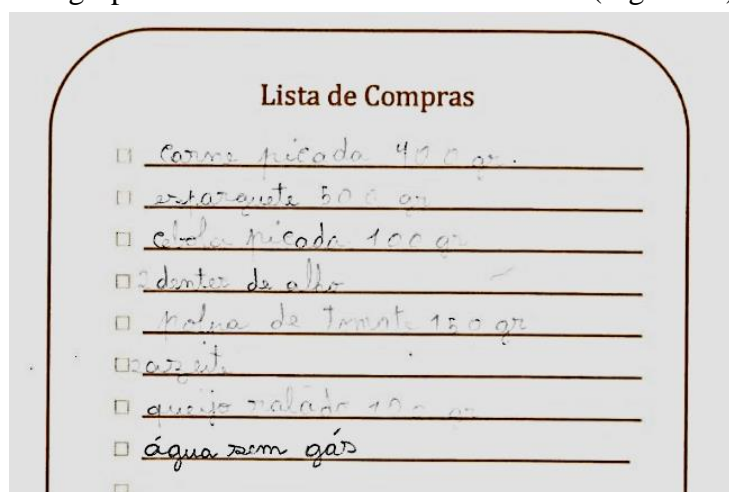 Lista de Compras
carne picada 400 gr.
esparguete 500 gr
cebola picada 100 gr
2 dentes de alho
polpa de tomate 150 gr
azeite
queijo ralado 100 gr
água sem gás